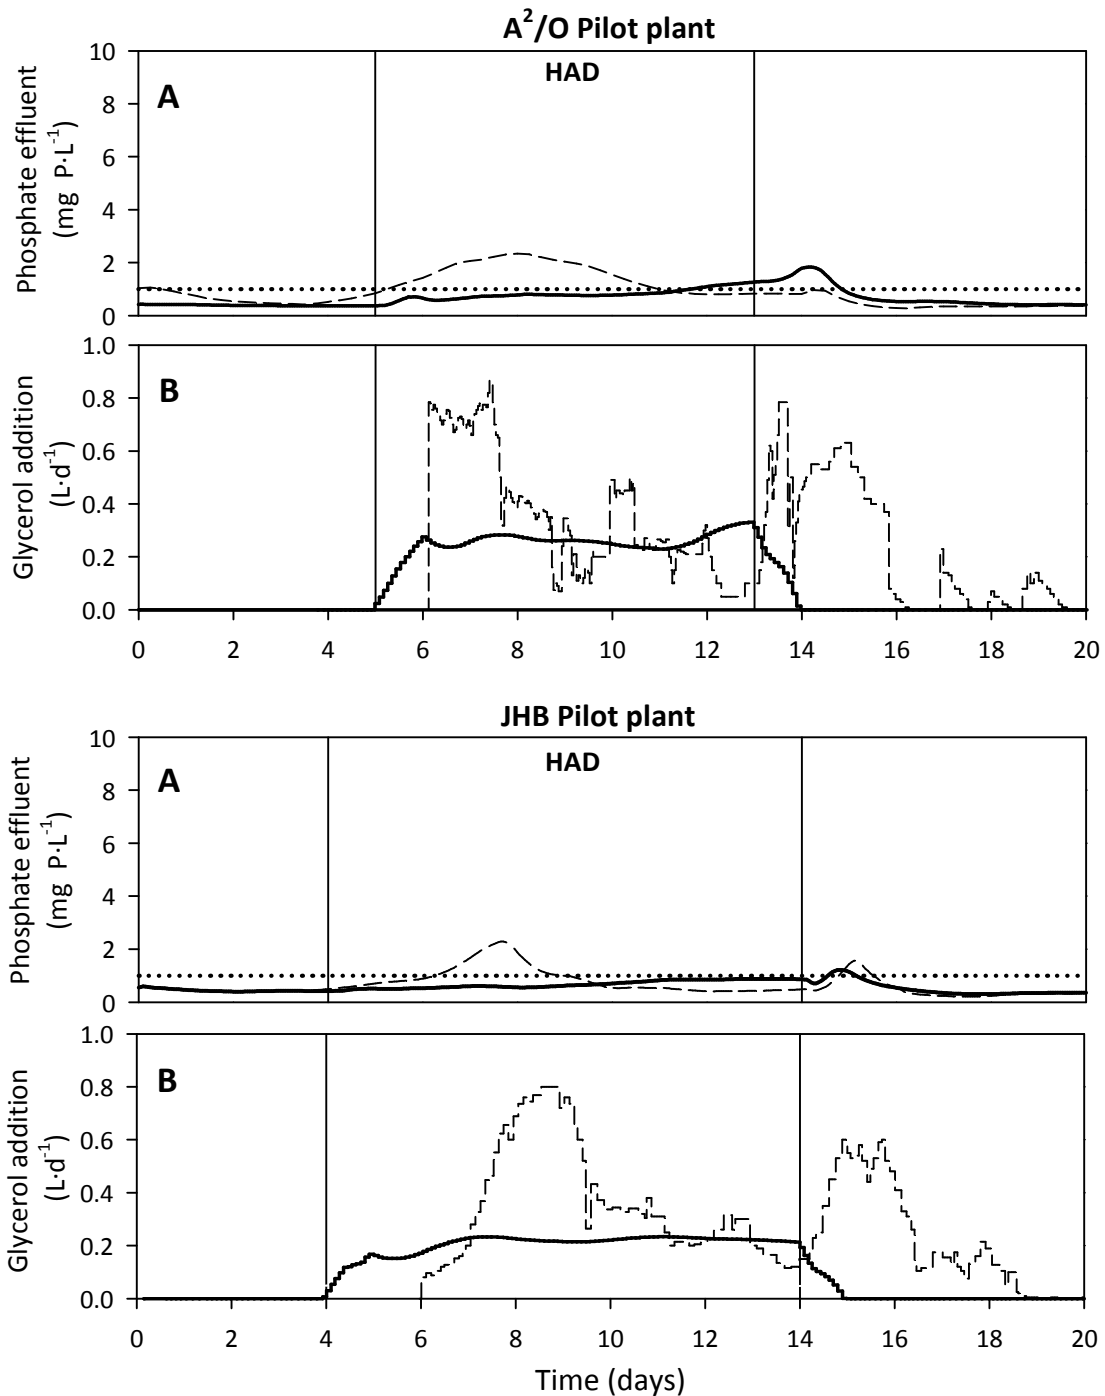 A²/O Pilot plant
Phosphate effluent
(mg P·L⁻¹)
10
8
6
4
2
0
A
HAD
Glycerol addition
(L·d⁻¹)
1.0
0.8
0.6
0.4
0.2
0.0
B
0 2 4 6 8 10 12 14 16 18 20
JHB Pilot plant
Phosphate effluent
(mg P·L⁻¹)
10
8
6
4
2
0
A
HAD
Glycerol addition
(L·d⁻¹)
1.0
0.8
0.6
0.4
0.2
0.0
B
0 2 4 6 8 10 12 14 16 18 20
Time (days)